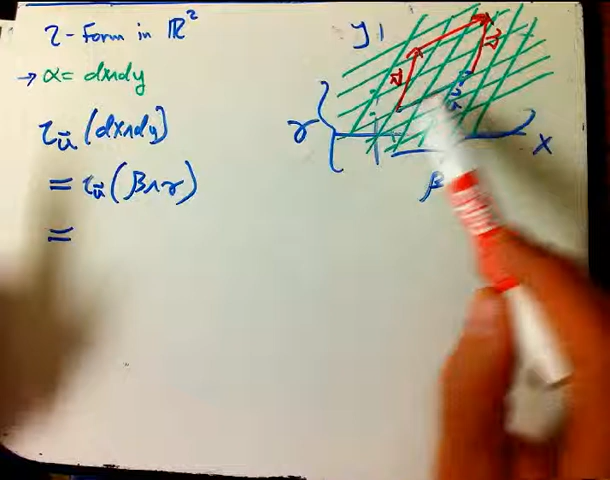 2-Form in ℝ²
→ α = dx∧dy
ι_u⃗ (dx∧dy)
= ι_u⃗ (β∧γ)
=
y
v⃗
v⃗
γ
x
β